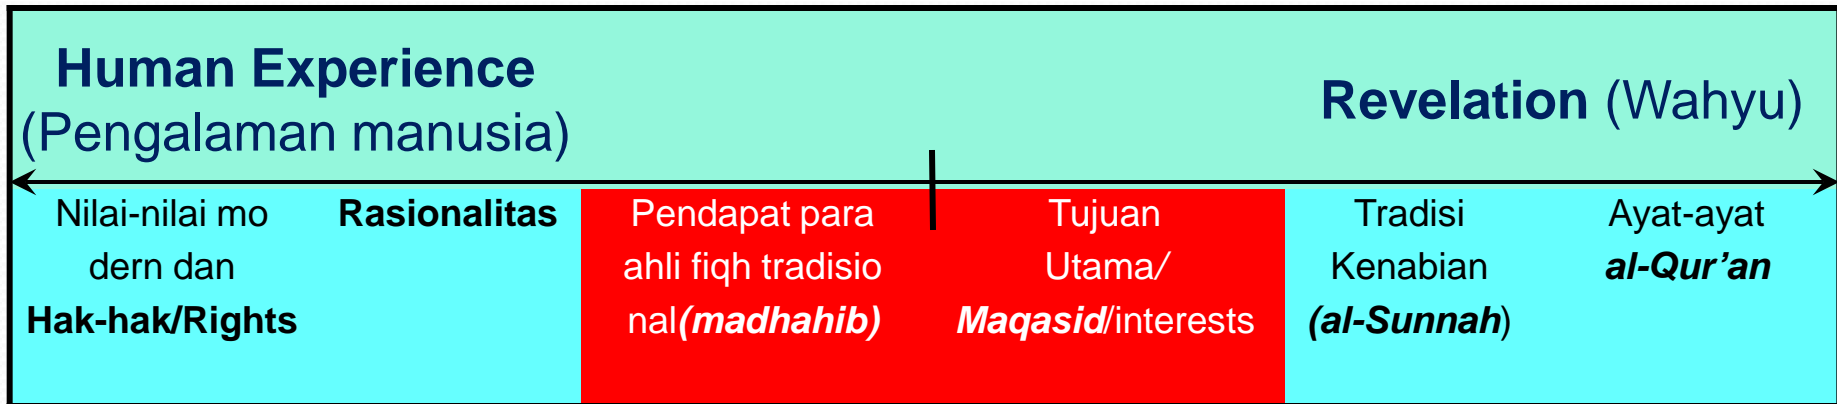 Human Experience
(Pengalaman manusia)
Revelation (Wahyu)
Nilai-nilai mo
dern dan
Hak-hak/Rights
Rasionalitas
Pendapat para
ahli fiqh tradisio
nal(madhahib)
Tujuan
Utama/
Maqasid/interests
Tradisi
Kenabian
(al-Sunnah)
Ayat-ayat
al-Qur’an